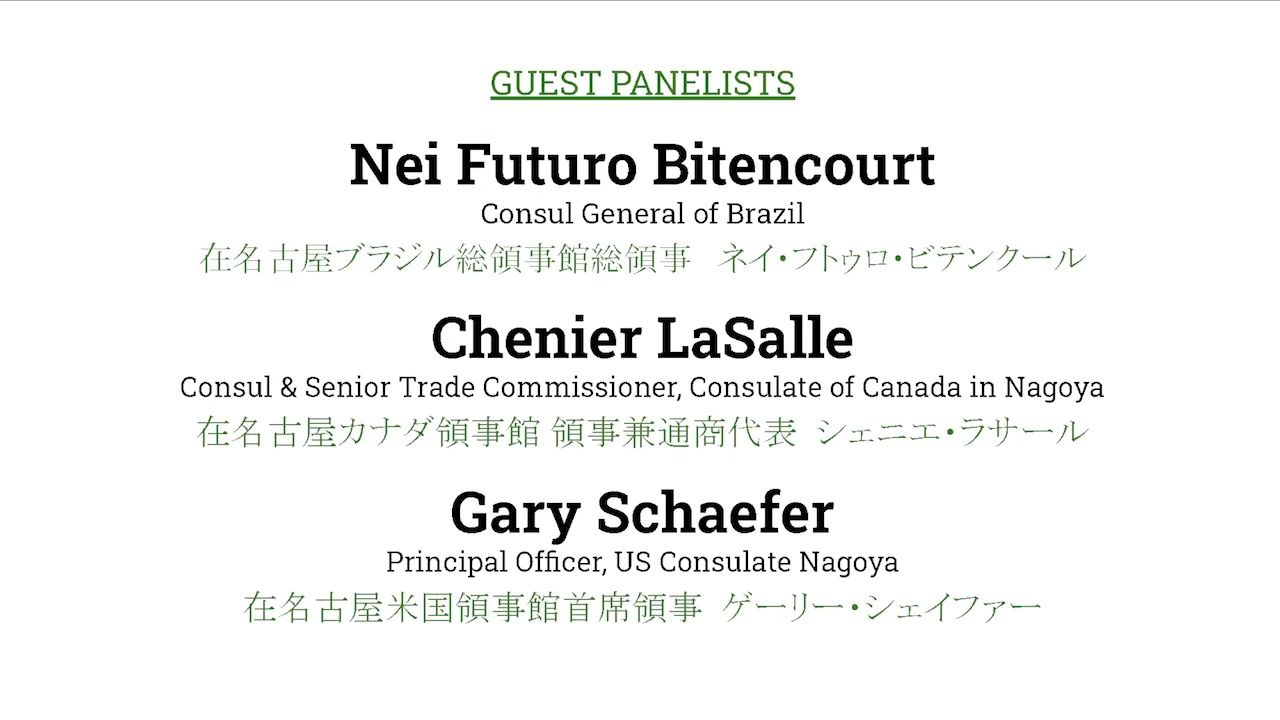 GUEST PANELISTS
Nei Futuro Bitencourt
Consul General of Brazil
在名古屋ブラジル総領事館総領事 ネイ・フトゥロ・ビテンクール
Chenier LaSalle
Consul & Senior Trade Commissioner, Consulate of Canada in Nagoya
在名古屋カナダ領事館 領事兼通商代表 シェニエ・ラサール
Gary Schaefer
Principal Officer, US Consulate Nagoya
在名古屋米国領事館首席領事 ゲーリー・シェイファー